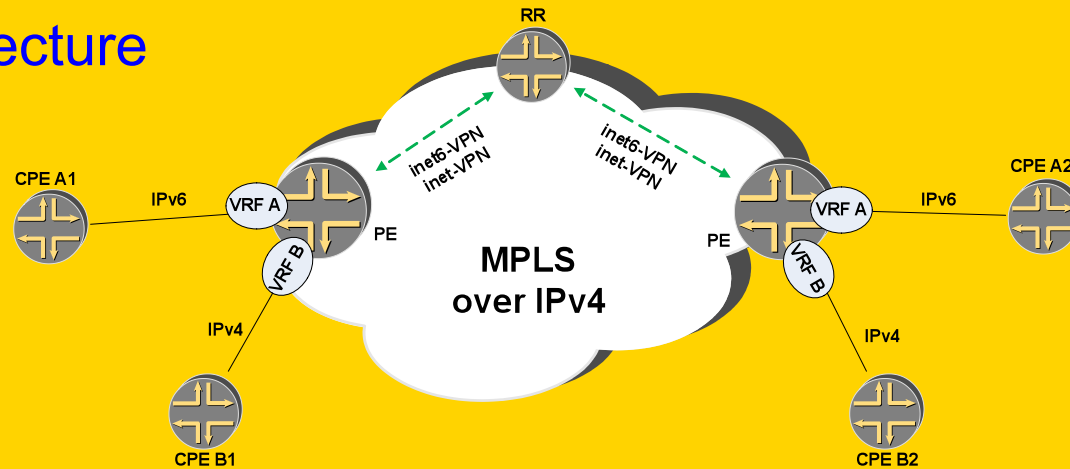 ecture
RR
inet6-VPN
inet-VPN
inet6-VPN
inet-VPN
CPE A1
IPv6
VRF A
PE
VRF B
MPLS
over IPv4
PE
VRF A
VRF B
IPv6
CPE A2
IPv4
CPE B1
IPv4
CPE B2